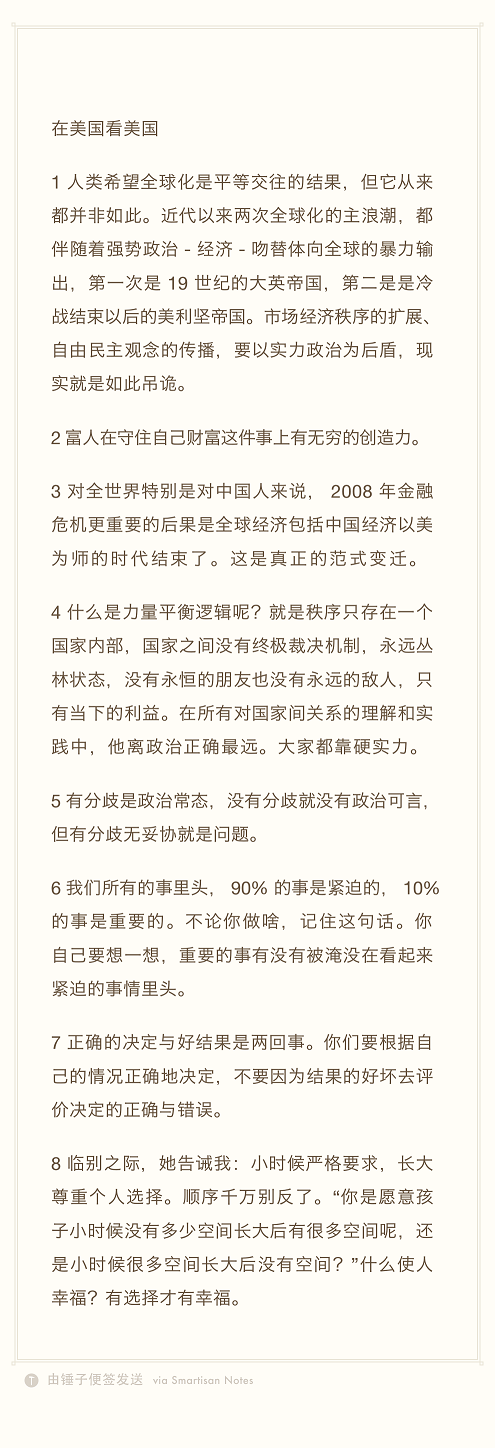 在美国看美国
1 人类希望全球化是平等交往的结果，但它从来
都并非如此。近代以来两次全球化的主浪潮，都
伴随着强势政治 - 经济 - 吻替体向全球的暴力输
出，第一次是 19 世纪的大英帝国，第二是是冷
战结束以后的美利坚帝国。市场经济秩序的扩展、
自由民主观念的传播，要以实力政治为后盾，现
实就是如此吊诡。
2 富人在守住自己财富这件事上有无穷的创造力。
3 对全世界特别是对中国人来说， 2008 年金融
危机更重要的后果是全球经济包括中国经济以美
为师的时代结束了。这是真正的范式变迁。
4 什么是力量平衡逻辑呢？就是秩序只存在一个
国家内部，国家之间没有终极裁决机制，永远丛
林状态，没有永恒的朋友也没有永远的敌人，只
有当下的利益。在所有对国家间关系的理解和实
践中，他离政治正确最远。大家都靠硬实力。
5 有分歧是政治常态，没有分歧就没有政治可言，
但有分歧无妥协就是问题。
6 我们所有的事里头， 90% 的事是紧迫的， 10%
的事是重要的。不论你做啥，记住这句话。你
自己要想一想，重要的事有没有被淹没在看起来
紧迫的事情里头。
7 正确的决定与好结果是两回事。你们要根据自
己的情况正确地决定，不要因为结果的好坏去评
价决定的正确与错误。
8 临别之际，她告诫我：小时候严格要求，长大
尊重个人选择。顺序千万别反了。“你是愿意孩
子小时候没有多少空间长大后有很多空间呢，还
是小时候很多空间长大后没有空间？”什么使人
幸福？有选择才有幸福。
T 由锤子便签发送 via Smartisan Notes